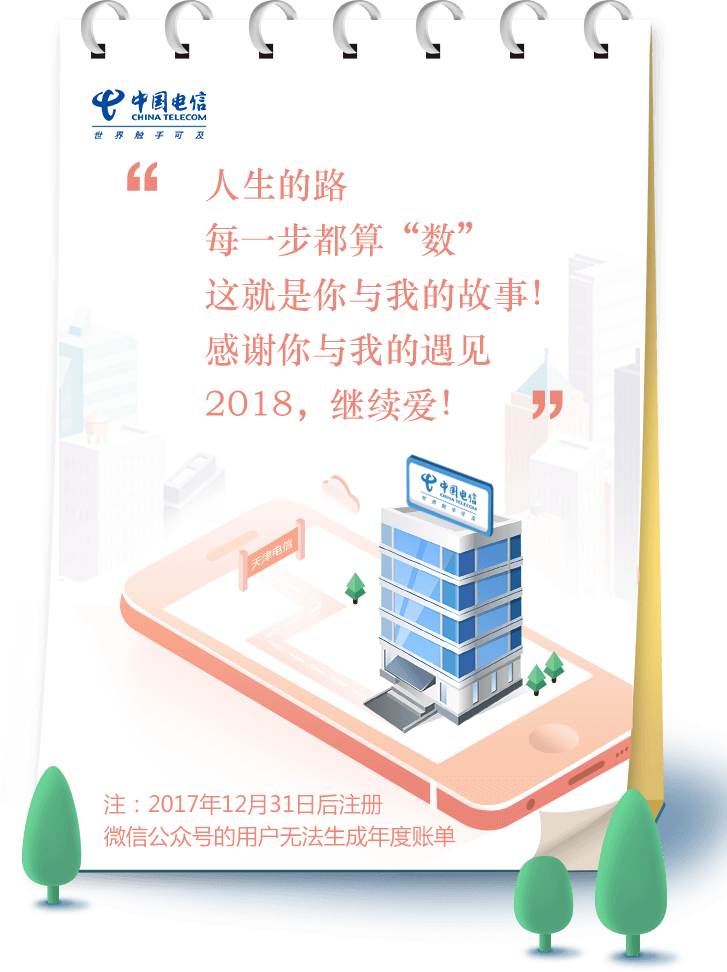 中国电信
CHINA TELECOM
世界触手可及
“
人生的路
每一步都算“数”
这就是你与我的故事！
感谢你与我的遇见
2018，继续爱！
”
中国电信
CHINA TELECOM
世界触手可及
天津电信
注：2017年12月31日后注册
微信公众号的用户无法生成年度账单